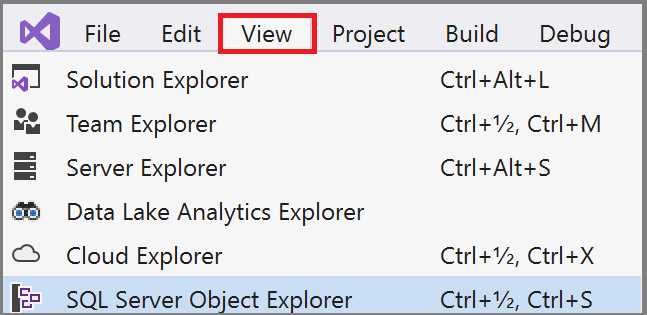 File Edit View Project Build Debug
Solution Explorer Ctrl+Alt+L
Team Explorer Ctrl+½, Ctrl+M
Server Explorer Ctrl+Alt+S
Data Lake Analytics Explorer
Cloud Explorer Ctrl+½, Ctrl+X
SQL Server Object Explorer Ctrl+½, Ctrl+S